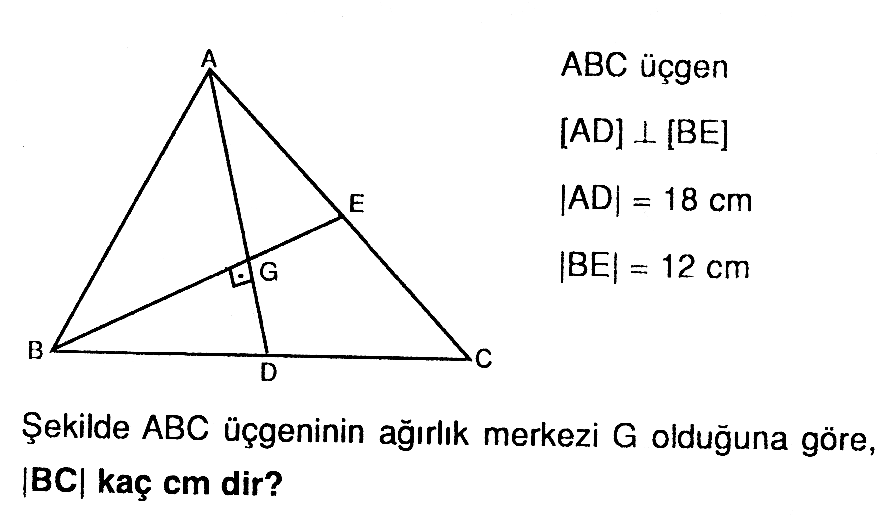 A
ABC üçgen
[AD] ⊥ [BE]
|AD| = 18 cm
E
|BE| = 12 cm
G
B
C
D
Şekilde ABC üçgeninin ağırlık merkezi G olduğuna göre,
|BC| kaç cm dir?